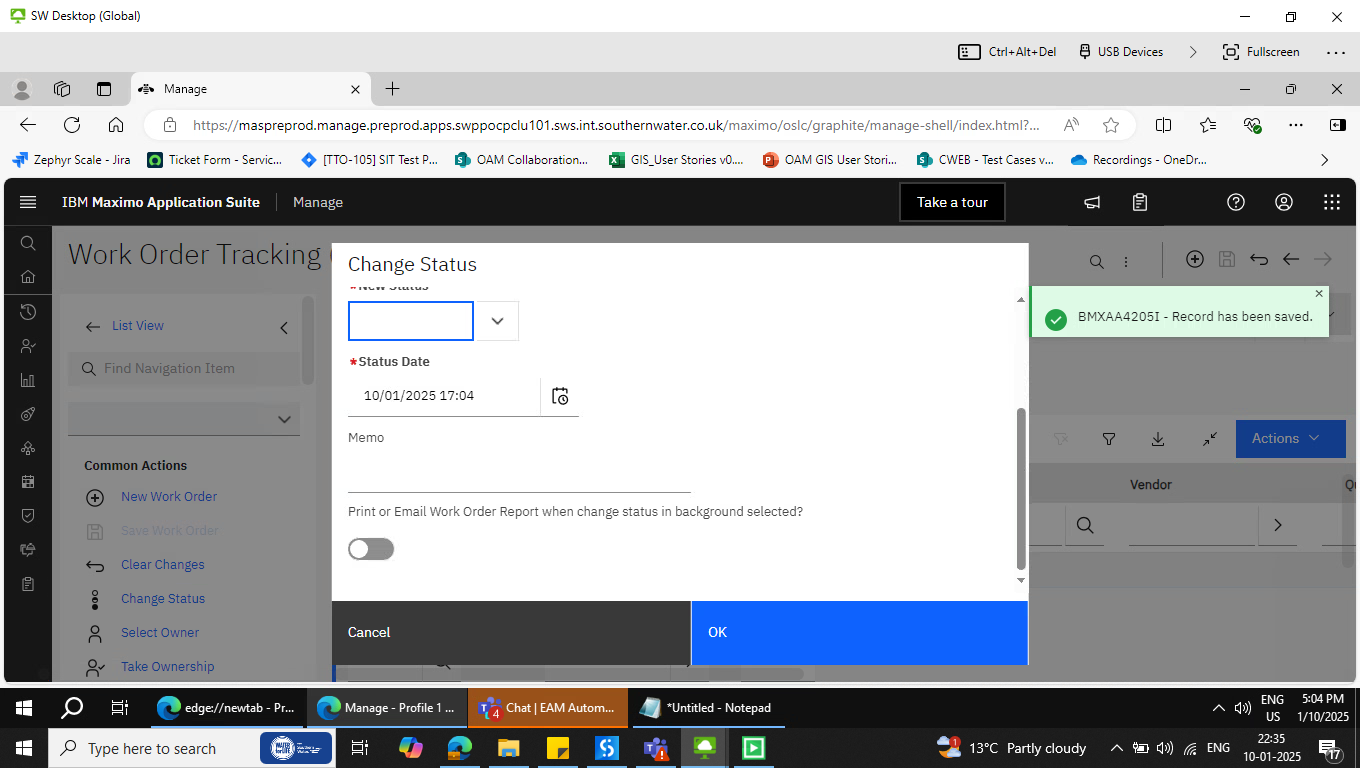 SW Desktop (Global)
Ctrl+Alt+Del
USB Devices
Fullscreen
Manage
https://maspreprod.manage.preprod.apps.swppocpclu101.sws.int.southernwater.co.uk/maximo/oslc/graphite/manage-shell/index.html?...
Zephyr Scale - Jira
Ticket Form - Servic...
[TTO-105] SIT Test P...
OAM Collaboration...
GIS_User Stories v0....
OAM GIS User Stori...
CWEB - Test Cases v...
Recordings - OneDr...
IBM Maximo Application Suite
Manage
Take a tour
Work Order Tracking
Change Status
*New Status
BMXAA4205I - Record has been saved.
List View
Find Navigation Item
*Status Date
10/01/2025 17:04
Memo
Actions
Common Actions
Vendor
New Work Order
Print or Email Work Order Report when change status in background selected?
Save Work Order
Clear Changes
Change Status
Select Owner
Cancel
OK
Take Ownership
edge://newtab - Pr...
Manage - Profile 1 ...
4
Chat | EAM Autom...
*Untitled - Notepad
ENG
US
5:04 PM
1/10/2025
Type here to search
1
13°C Partly cloudy
ENG
22:35
10-01-2025
17